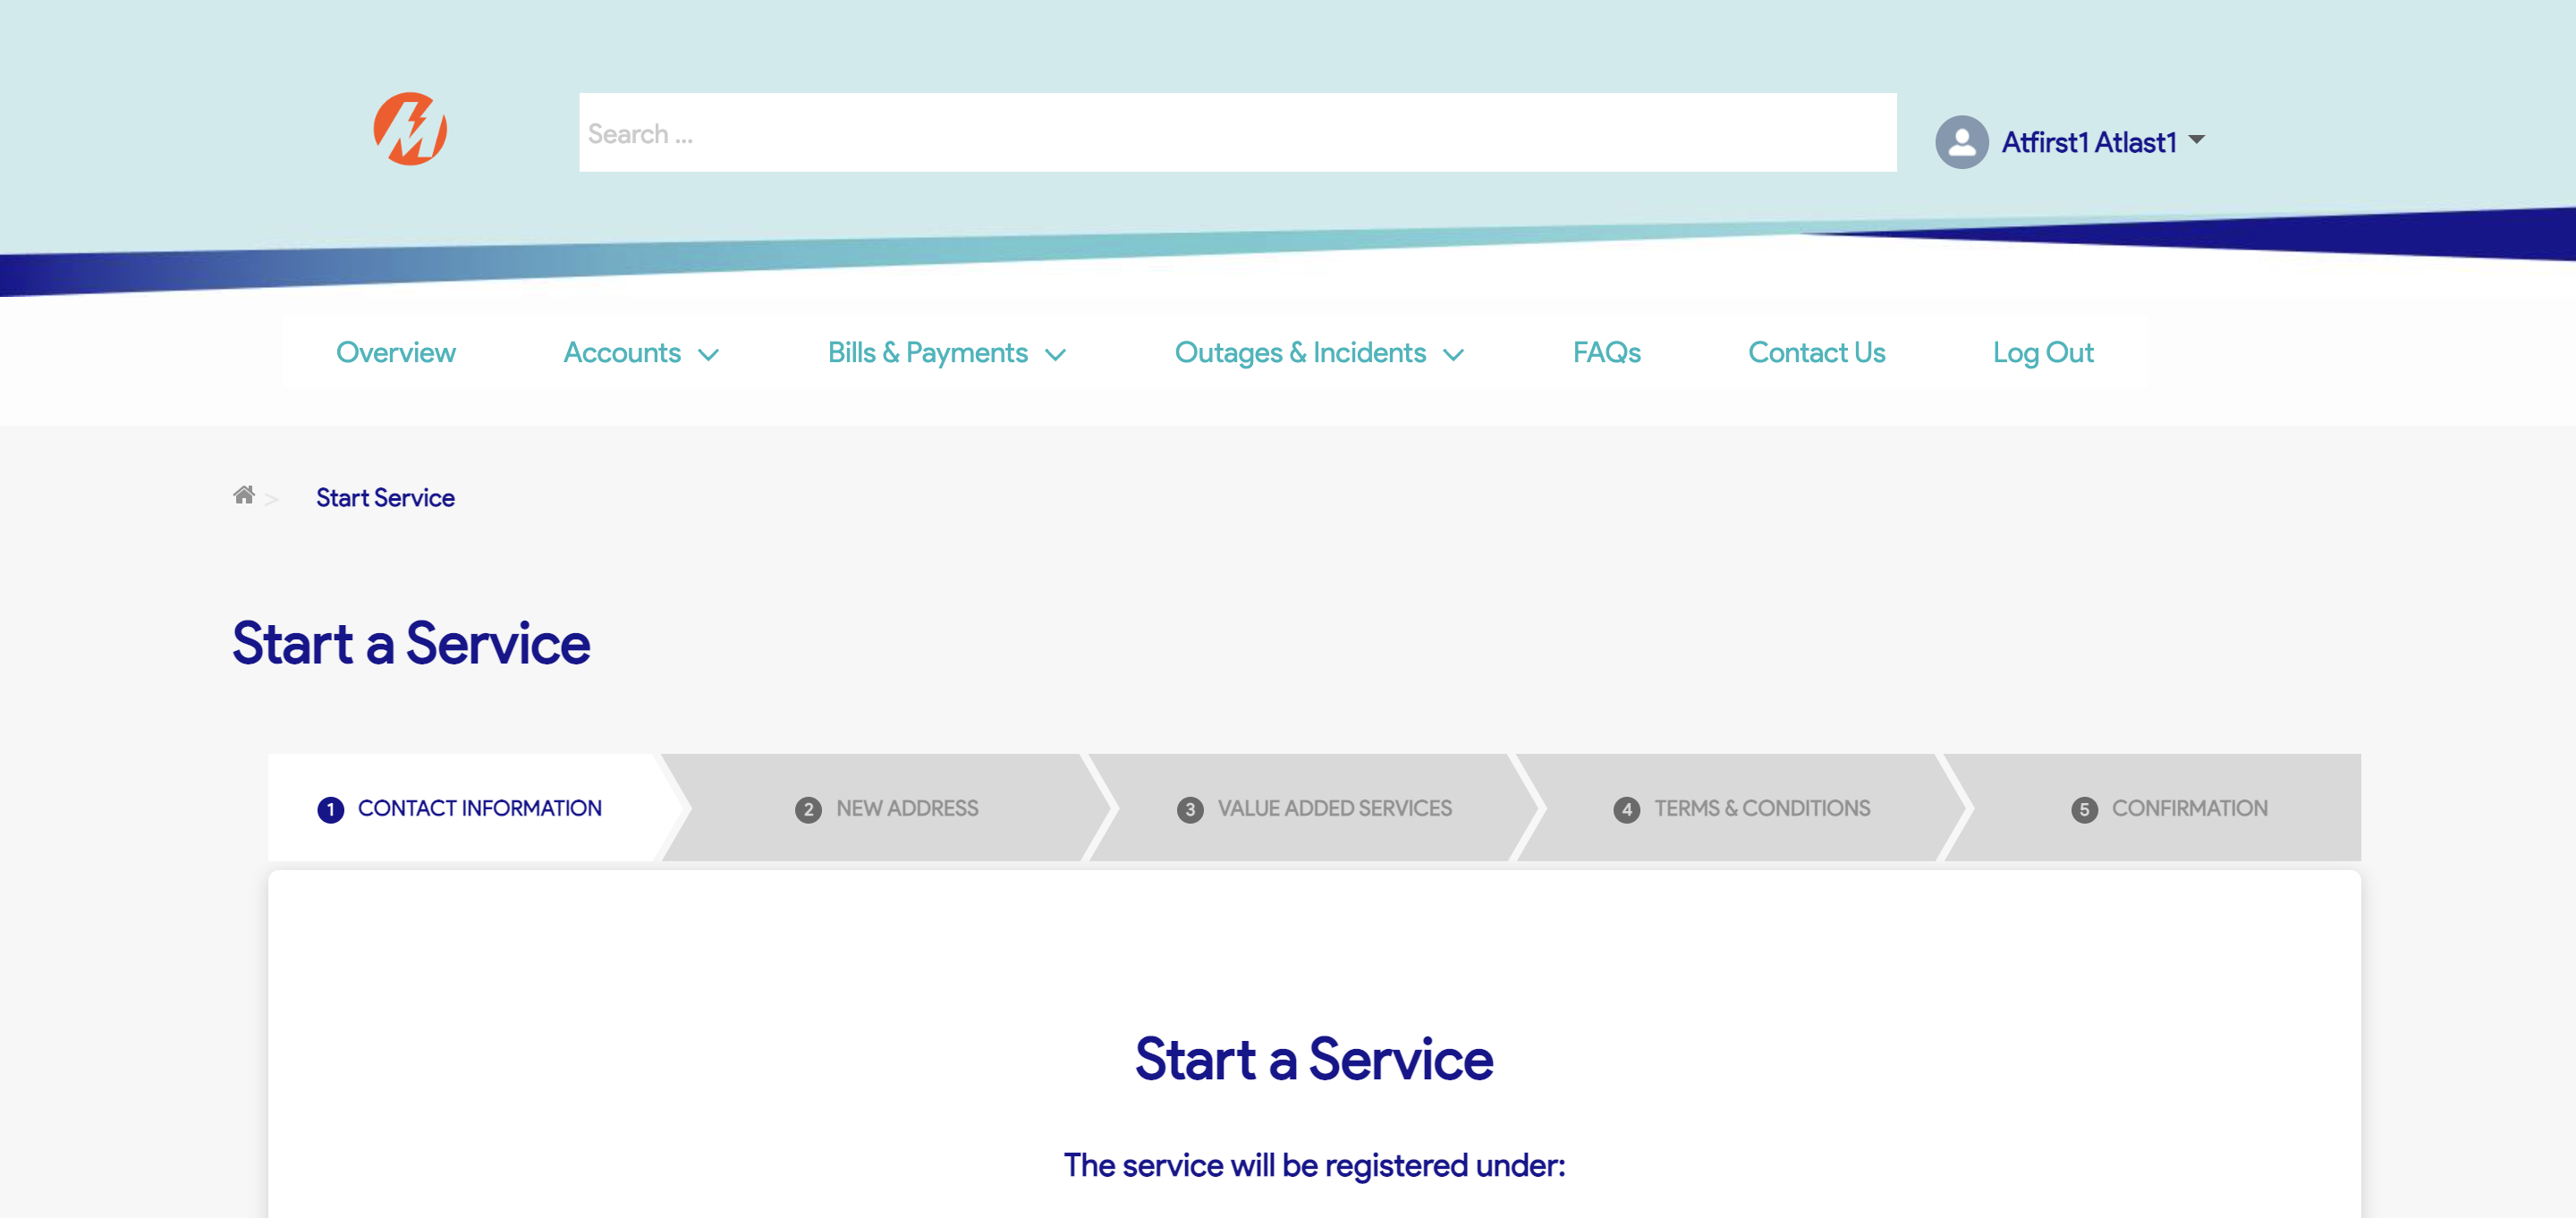 Search ...
Atfirst1 Atlast1
Overview
Accounts
Bills & Payments
Outages & Incidents
FAQs
Contact Us
Log Out
> Start Service
Start a Service
1 CONTACT INFORMATION
2 NEW ADDRESS
3 VALUE ADDED SERVICES
4 TERMS & CONDITIONS
5 CONFIRMATION
Start a Service
The service will be registered under: